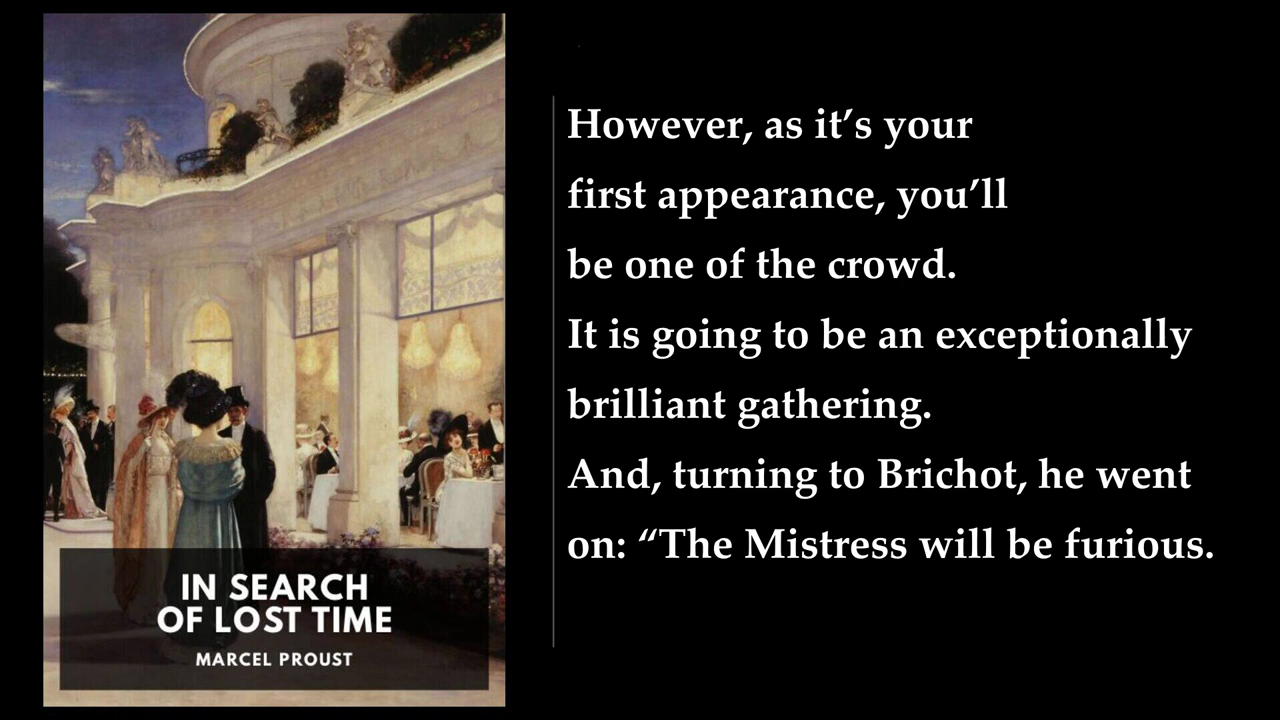 IN SEARCH
OF LOST TIME
MARCEL PROUST
However, as it’s your
first appearance, you’ll
be one of the crowd.
It is going to be an exceptionally
brilliant gathering.
And, turning to Brichot, he went
on: “The Mistress will be furious.